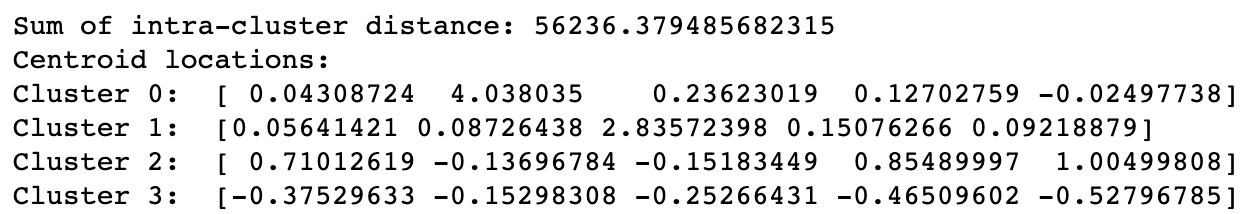 Sum of intra-cluster distance: 56236.379485682315
Centroid locations:
Cluster 0:  [ 0.04308724  4.038035    0.23623019  0.12702759 -0.02497738]
Cluster 1:  [0.05641421 0.08726438 2.83572398 0.15076266 0.09218879]
Cluster 2:  [ 0.71012619 -0.13696784 -0.15183449  0.85489997  1.00499808]
Cluster 3:  [-0.37529633 -0.15298308 -0.25266431 -0.46509602 -0.52796785]